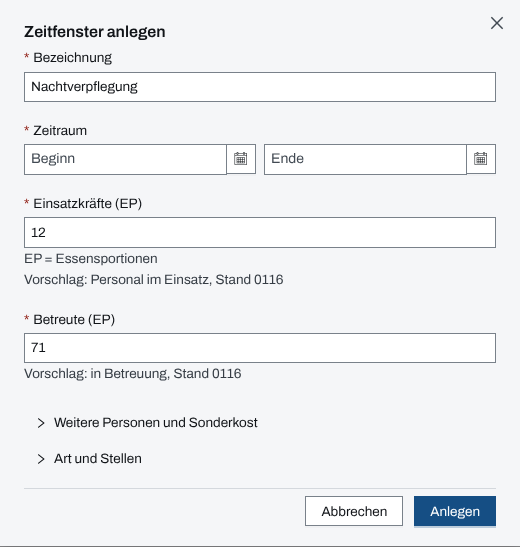 Zeitfenster anlegen
* Bezeichnung
Nachtverpflegung
* Zeitraum
Beginn
Ende
* Einsatzkräfte (EP)
12
EP = Essensportionen
Vorschlag: Personal im Einsatz, Stand 0116
* Betreute (EP)
71
Vorschlag: in Betreuung, Stand 0116
Weitere Personen und Sonderkost
Art und Stellen
Abbrechen
Anlegen